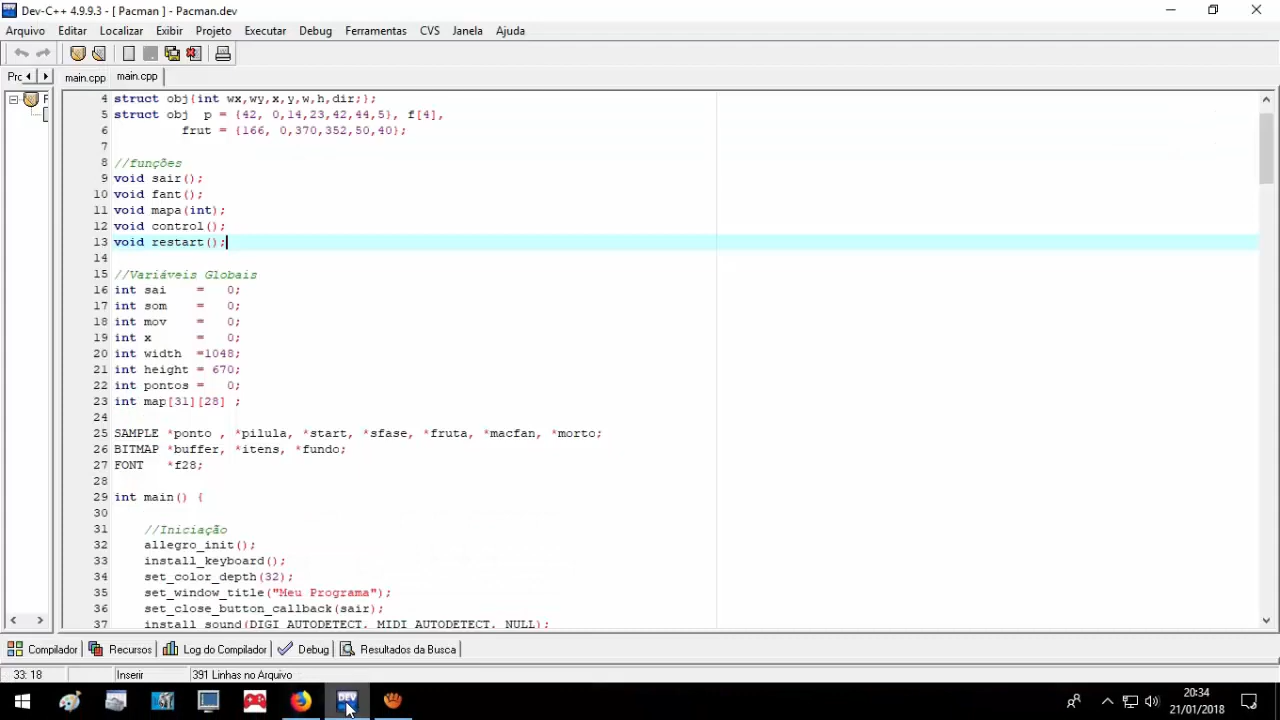 Dev-C++ 4.9.9.3 - [ Pacman ] - Pacman.dev
Arquivo Editar Localizar Exibir Projeto Executar Debug Ferramentas CVS Janela Ajuda
main.cpp main.cpp
4 struct obj{int wx,wy,x,y,w,h,dir;};
5 struct obj  p = {42, 0,14,23,42,44,5}, f[4],
6          frut = {166, 0,370,352,50,40};
7
8 //funções
9 void sair();
10 void fant();
11 void mapa(int);
12 void control();
13 void restart();
14
15 //Variáveis Globais
16 int sai    =   0;
17 int som    =   0;
18 int mov    =   0;
19 int x      =   0;
20 int width  =1048;
21 int height = 670;
22 int pontos =   0;
23 int map[31][28] ;
24
25 SAMPLE *ponto , *pilula, *start, *sfase, *fruta, *macfan, *morto;
26 BITMAP *buffer, *itens, *fundo;
27 FONT   *f28;
28
29 int main() {
30
31     //Iniciação
32     allegro_init();
33     install_keyboard();
34     set_color_depth(32);
35     set_window_title("Meu Programa");
36     set_close_button_callback(sair);
37     install_sound(DIGI_AUTODETECT, MIDI_AUTODETECT, NULL);
Compilador Recursos Log do Compilador Debug Resultados da Busca
33: 18 Inserir 391 Linhas no Arquivo
DEV
20:34
21/01/2018